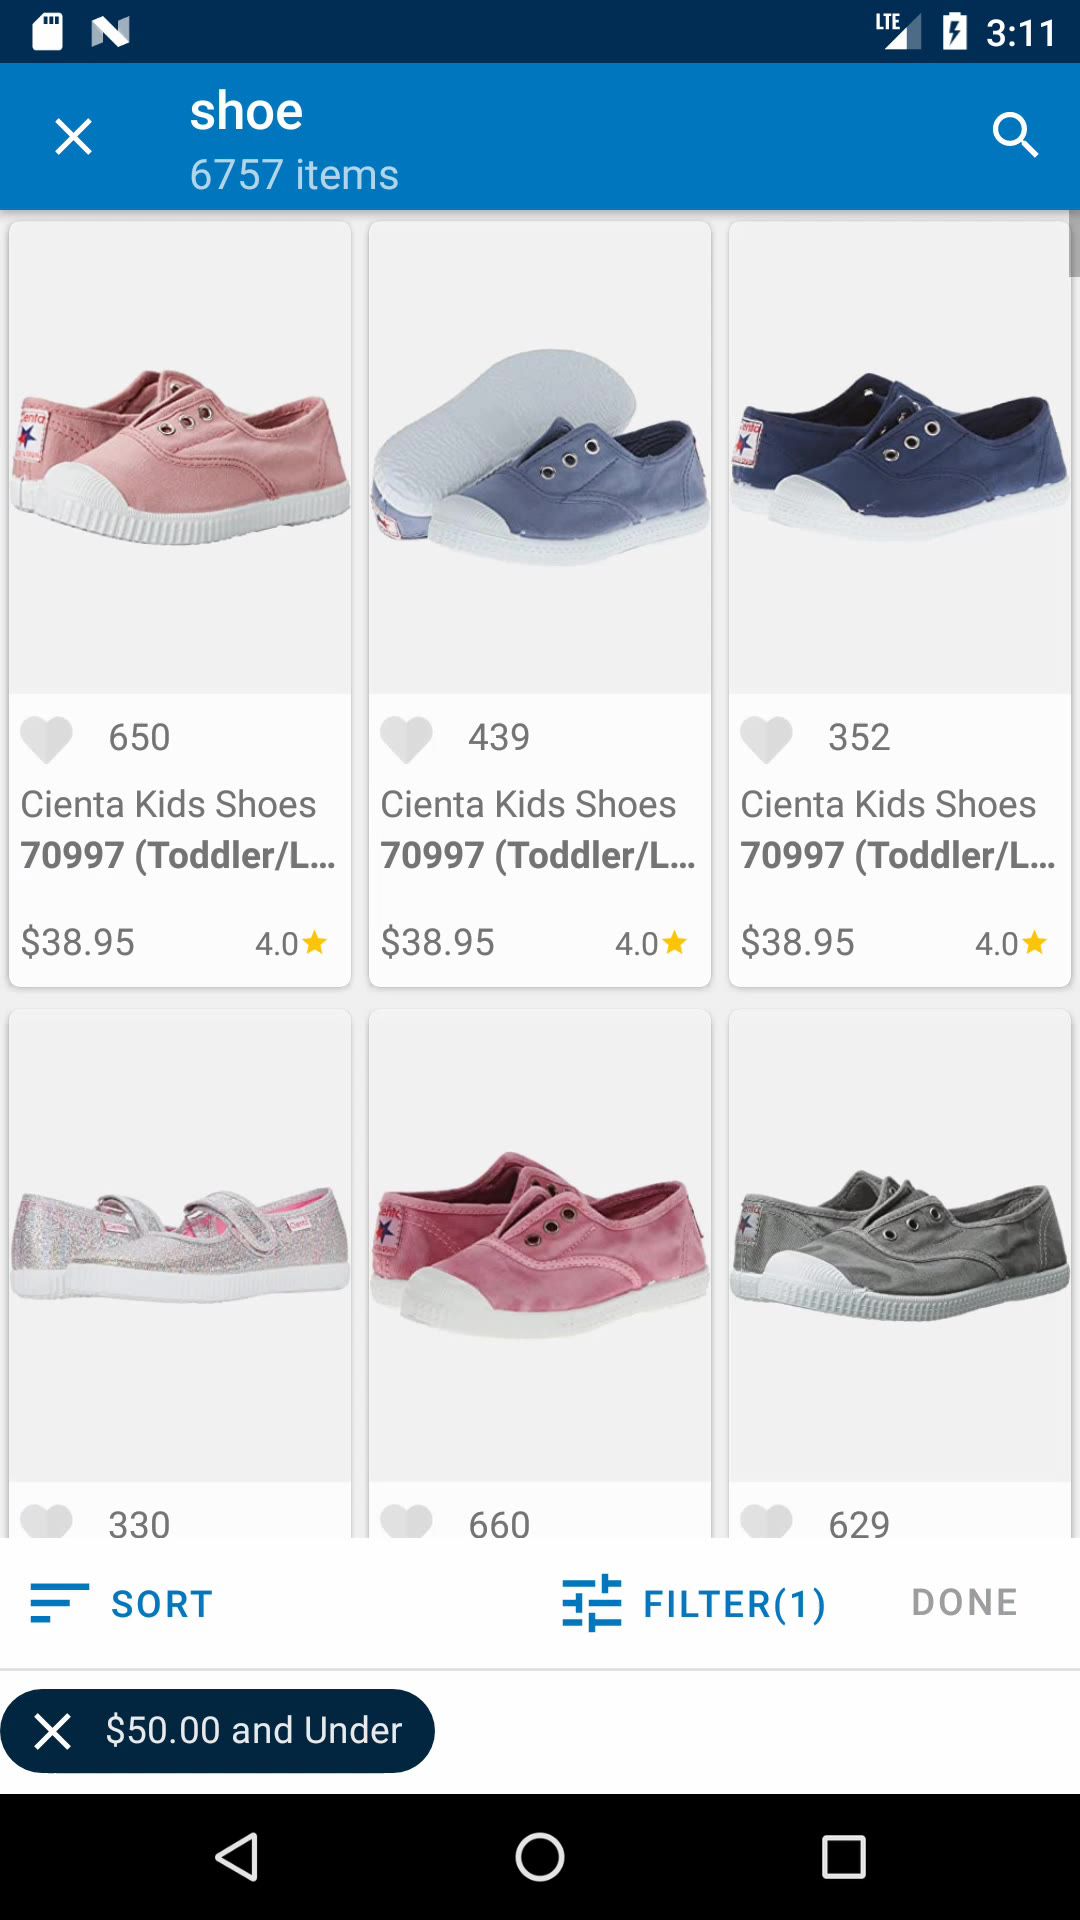 LTE 3:11
shoe
6757 items
650 439 352
Cienta Kids Shoes Cienta Kids Shoes Cienta Kids Shoes
70997 (Toddler/L... 70997 (Toddler/L... 70997 (Toddler/L...
$38.95 4.0 $38.95 4.0 $38.95 4.0
330 660 629
SORT FILTER(1) DONE
$50.00 and Under